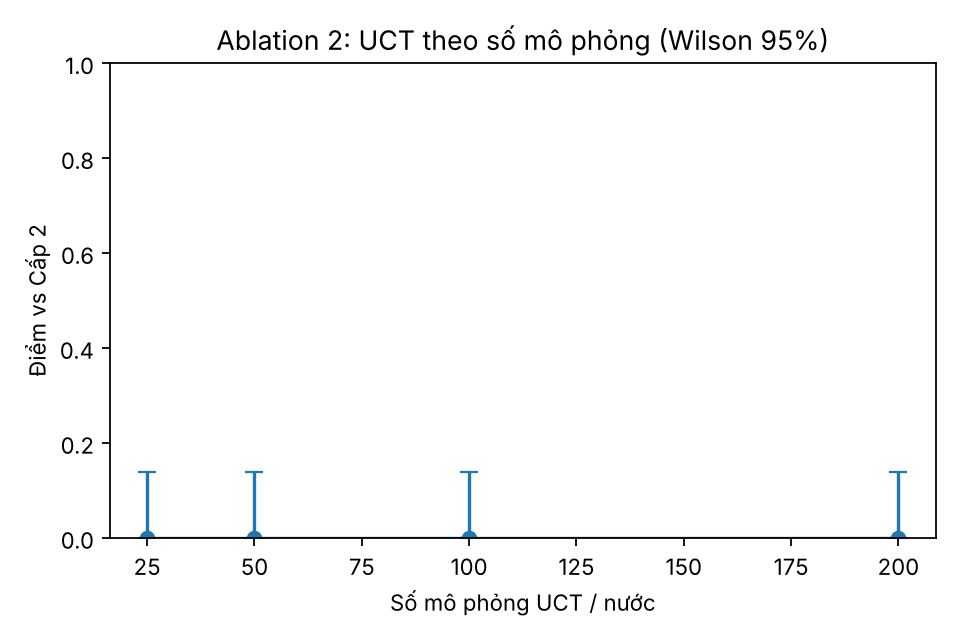 Ablation 2: UCT theo số mô phỏng (Wilson 95%)
1.0
0.8
0.6
0.4
0.2
0.0
Điểm vs Cấp 2
25 50 75 100 125 150 175 200
Số mô phỏng UCT / nước